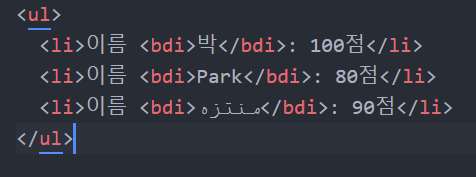 <ul>
<li>이름 <bdi>박</bdi>: 100점</li>
<li>이름 <bdi>Park</bdi>: 80점</li>
<li>이름 <bdi>منتزه</bdi>: 90점</li>
</ul>